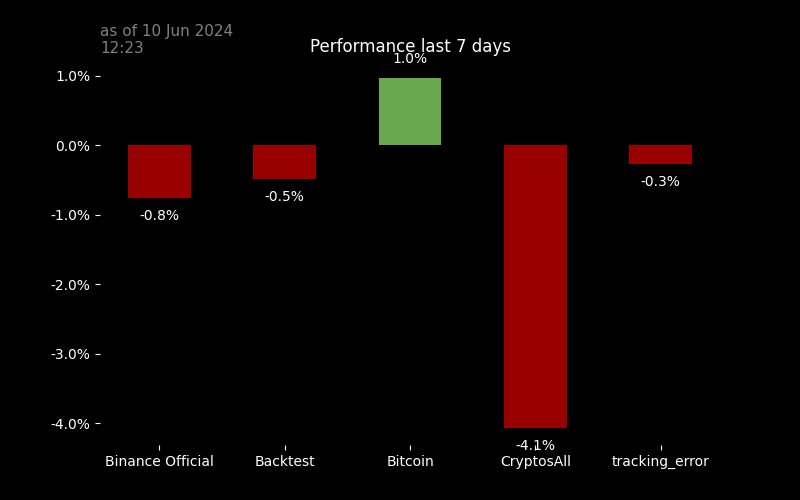 as of 10 Jun 2024
12:23
Performance last 7 days
1.0%
1.0%
0.0%
-0.3%
-0.5%
-0.8%
-1.0%
-2.0%
-3.0%
-4.0%
-4.1%
Binance Official
Backtest
Bitcoin
CryptosAll
tracking_error